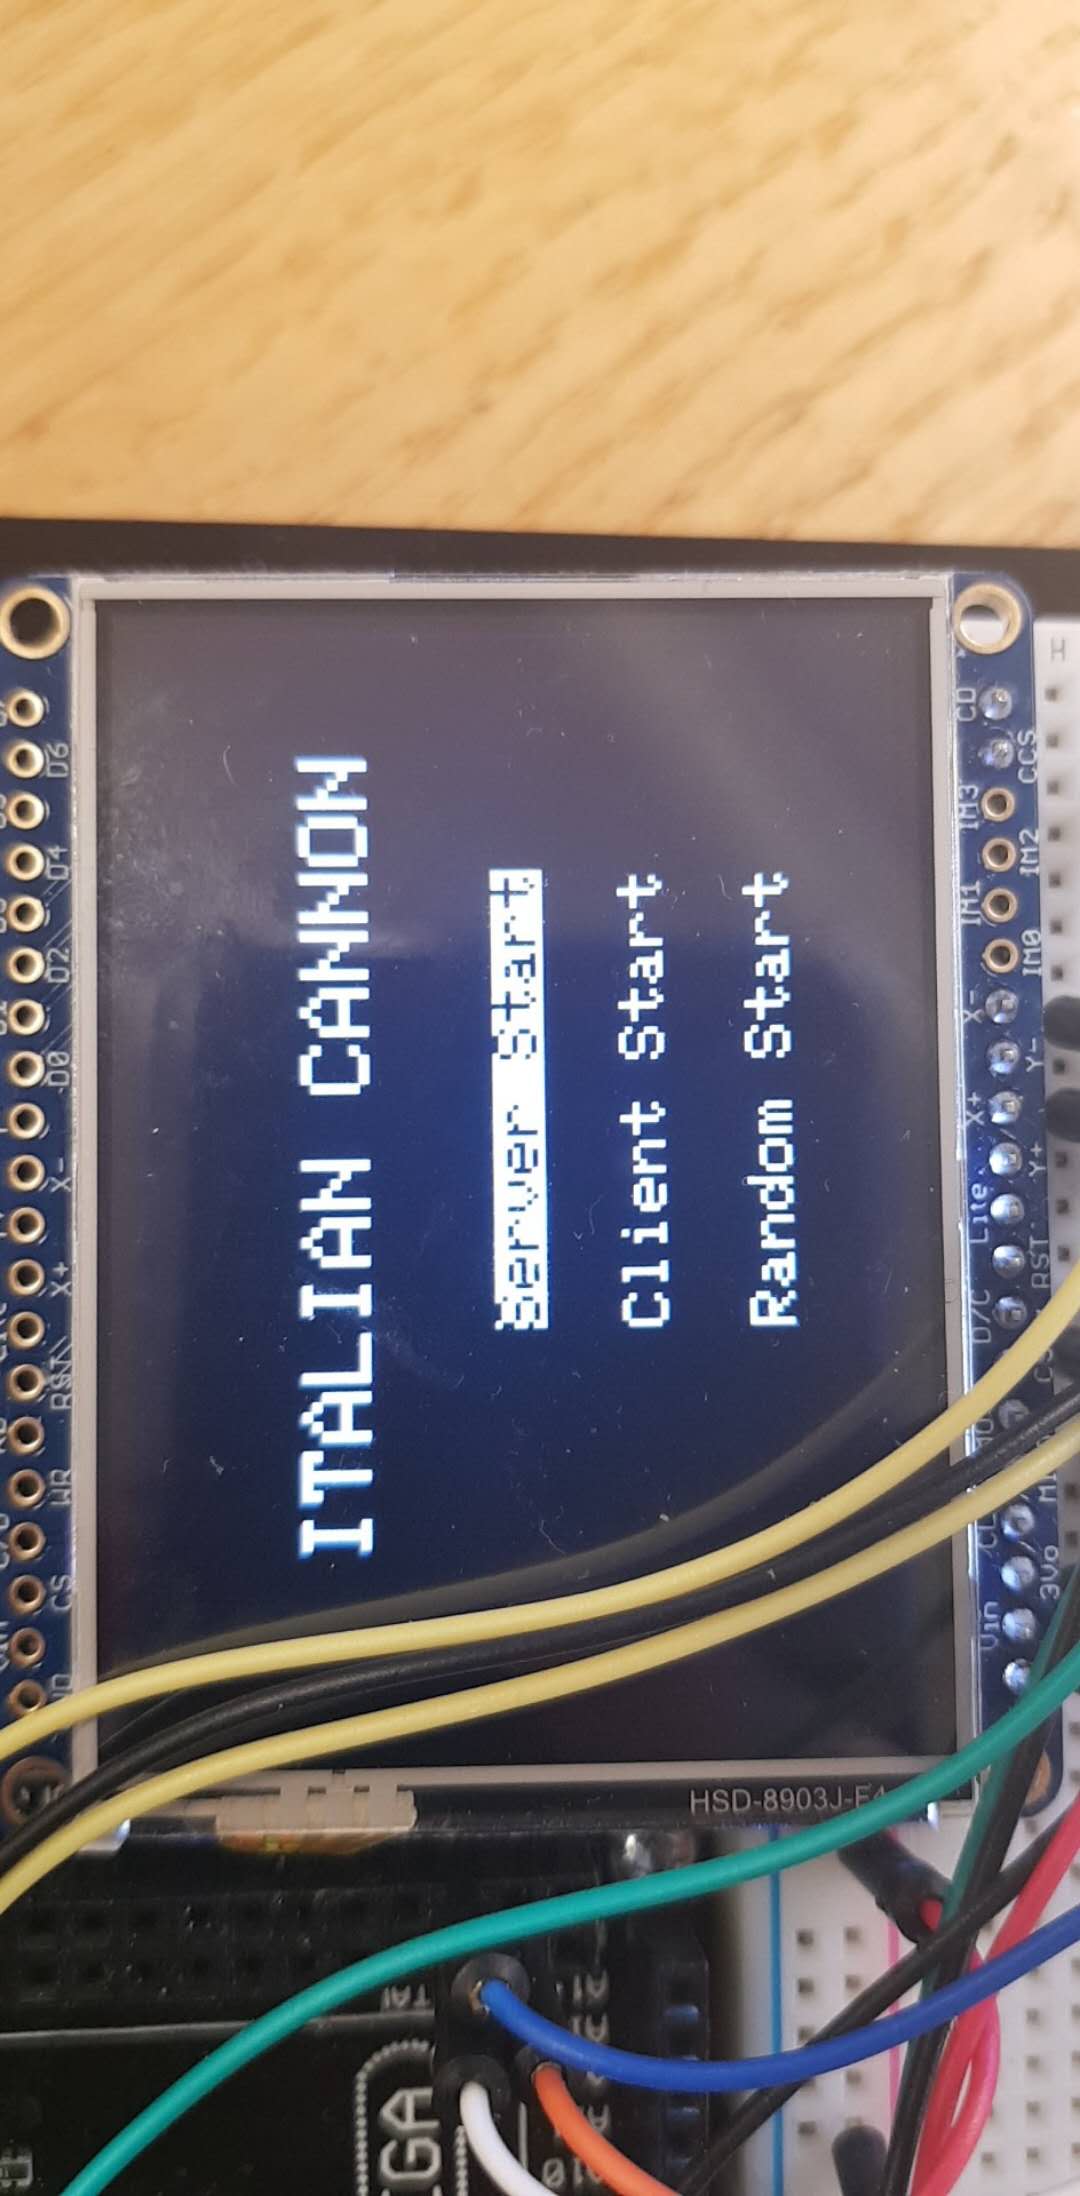 ITALIAN CANNON
Server Start
Client Start
Random Start
D6
D4
D2
D0
X-
X+
RST
WR
CS
CD
CCS
IM3
IM2
IM1
IM0
X-
Y-
X+
Y+
Lite
RST
D/C
3Vo
Vin
HSD-8903J-F4
H